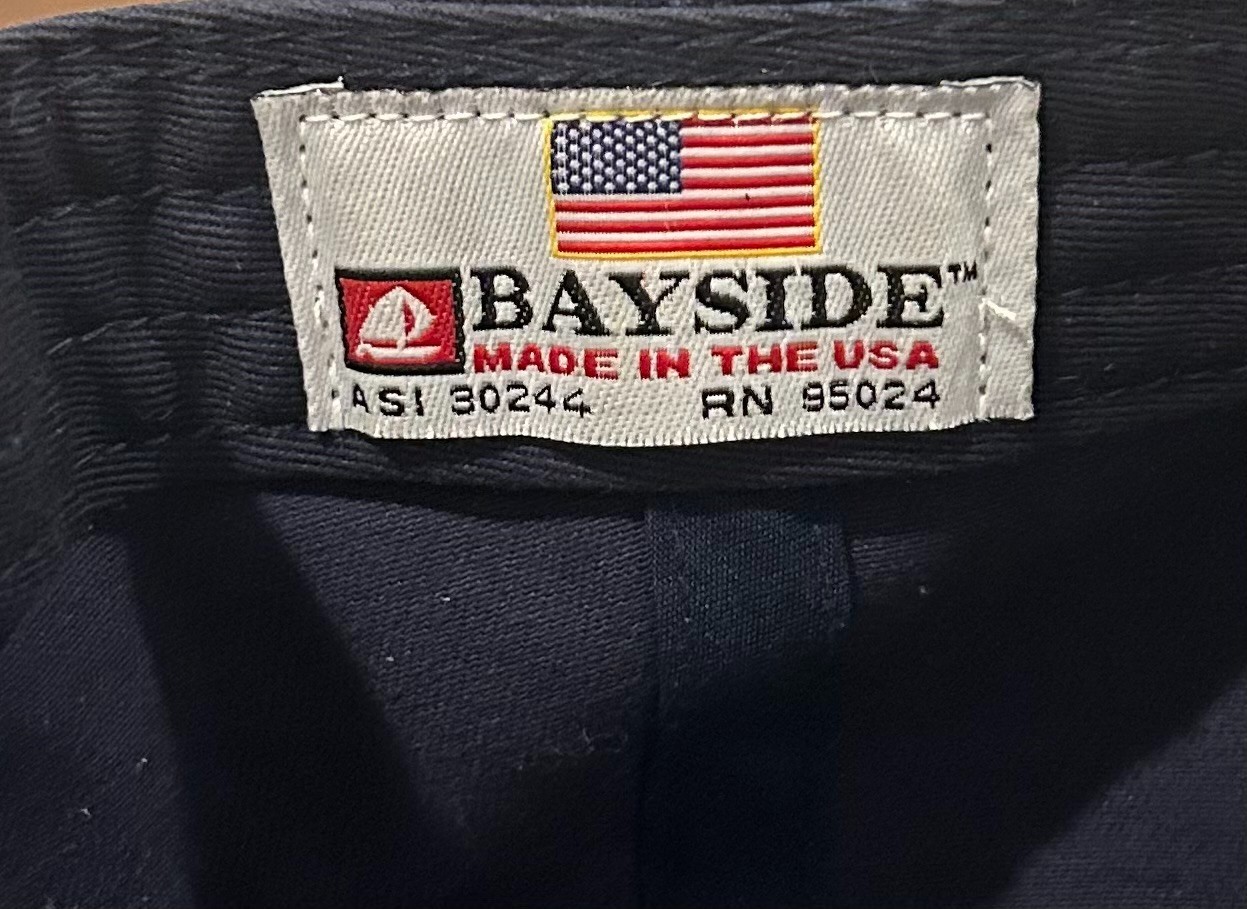 BAYSIDE™
MADE IN THE USA
ASI 30244 RN 95024